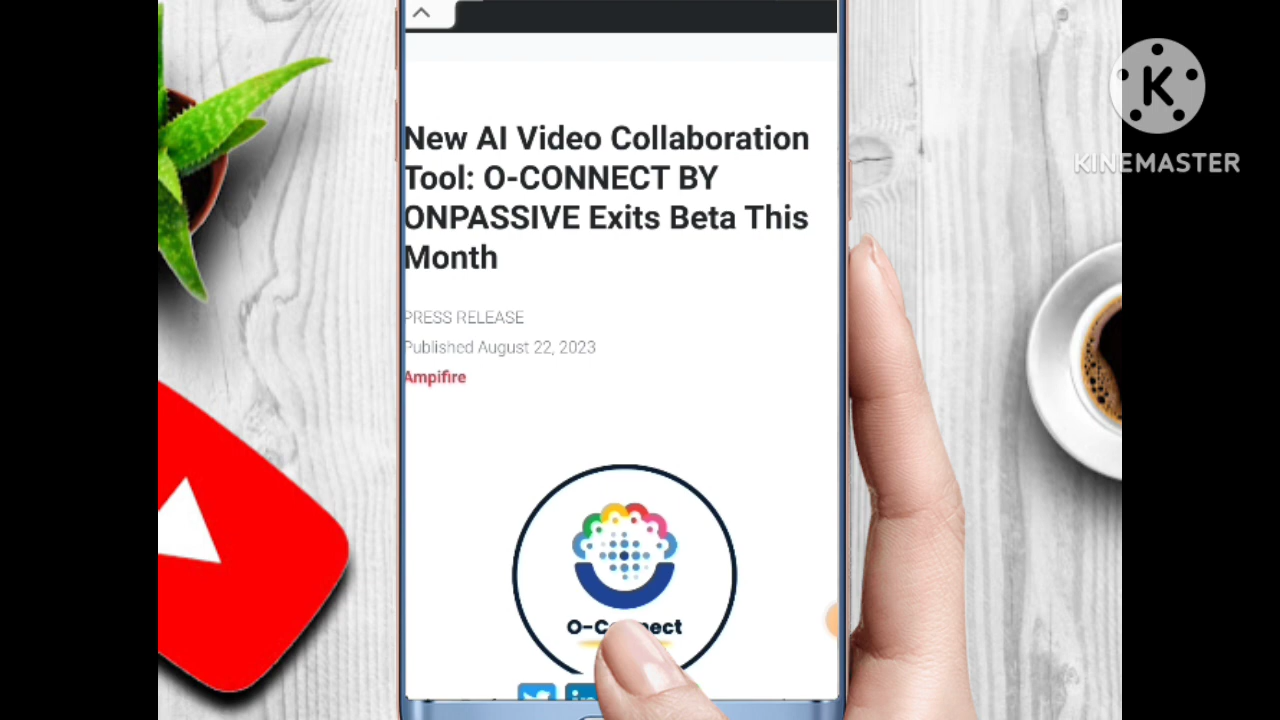 New AI Video Collaboration
Tool: O-CONNECT BY
ONPASSIVE Exits Beta This
Month
PRESS RELEASE
Published August 22, 2023
Ampifire
K
KINEMASTER
in